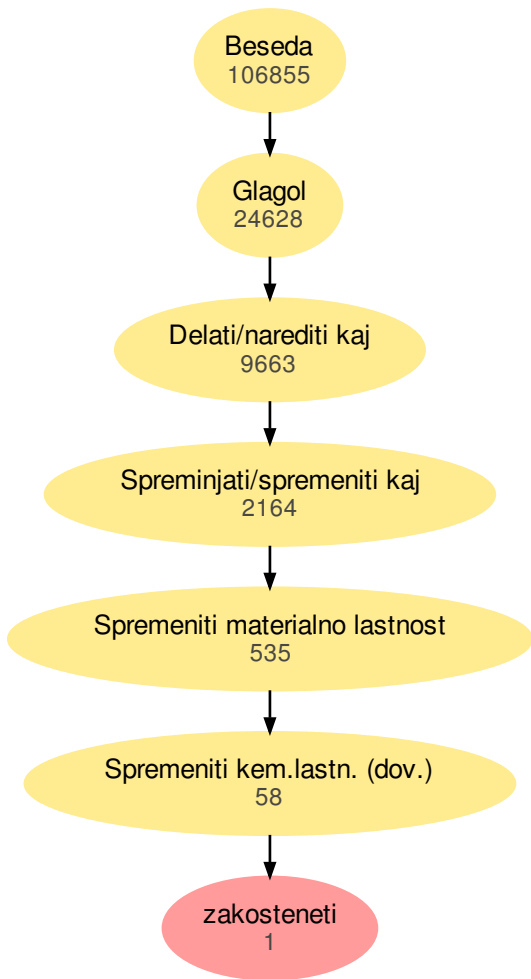 Beseda
106855
Glagol
24628
Delati/narediti kaj
9663
Spreminjati/spremeniti kaj
2164
Spremeniti materialno lastnost
535
Spremeniti kem.lastn. (dov.)
58
zakosteneti
1